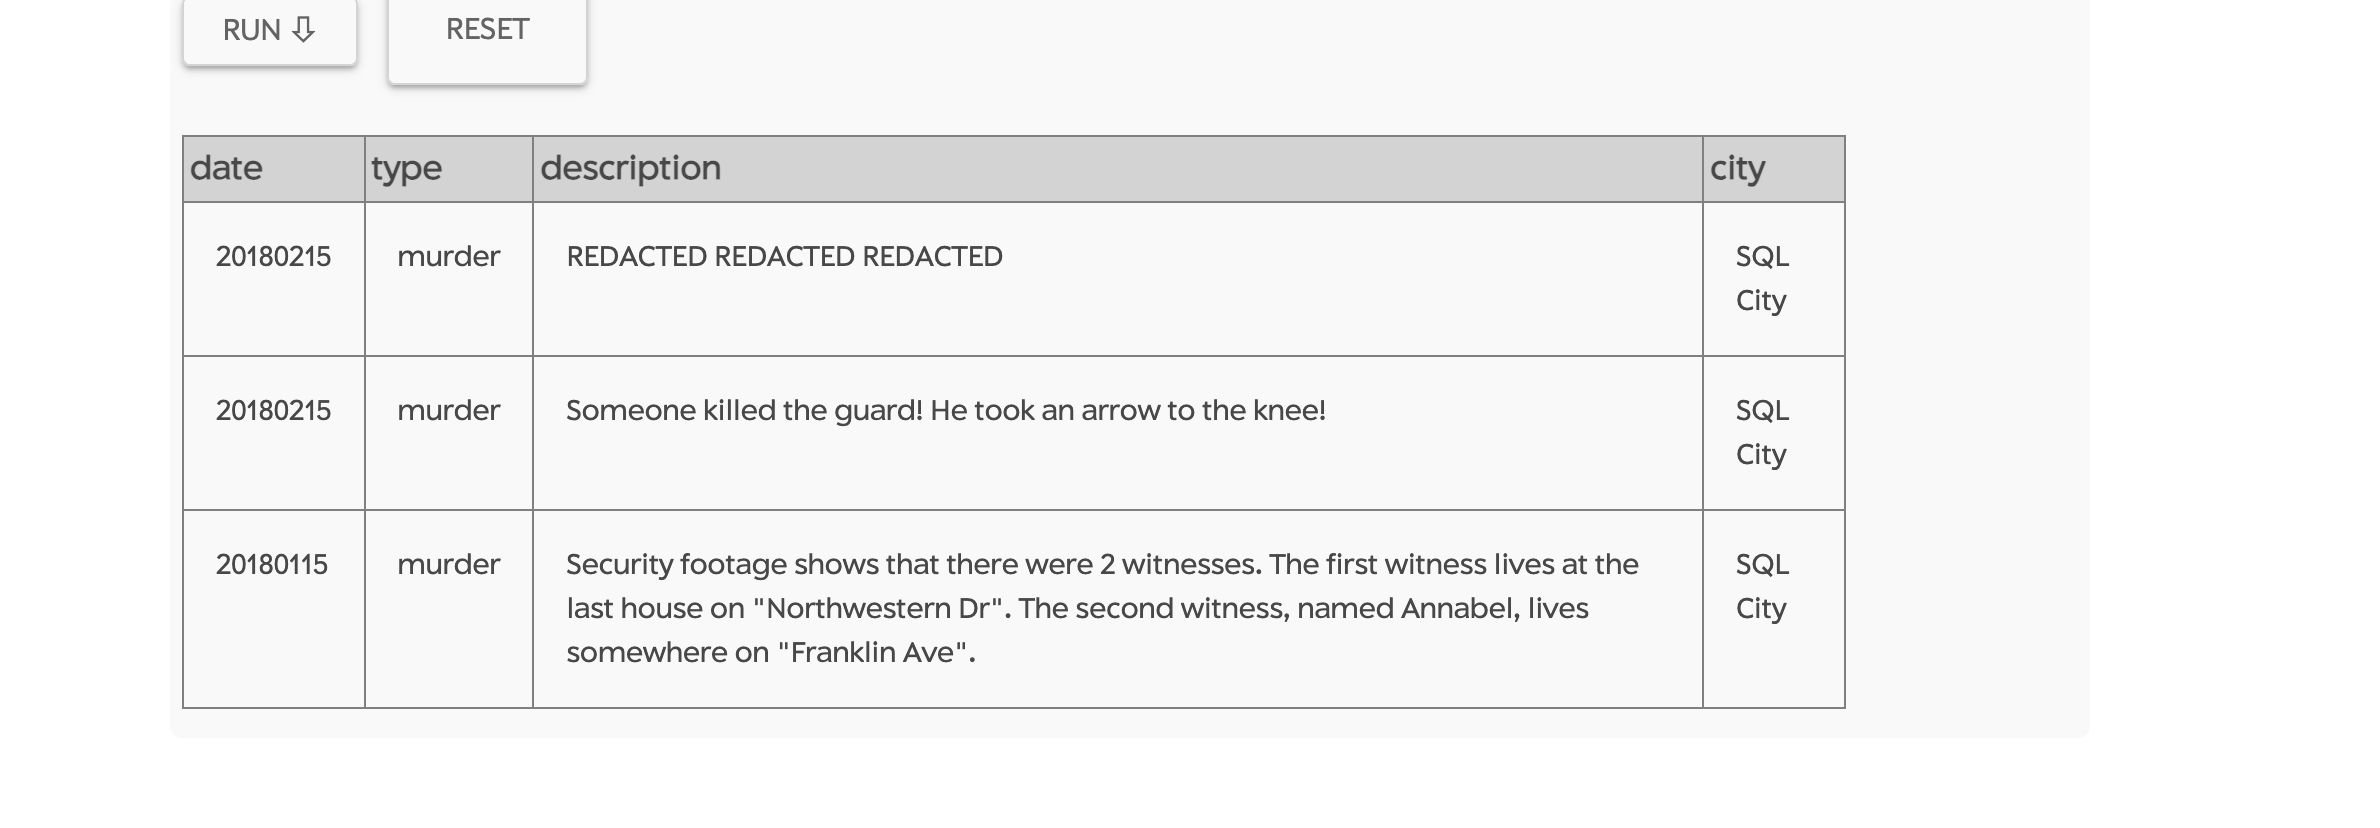 RUN ⇩ RESET
date type description city
20180215 murder REDACTED REDACTED REDACTED SQL
City
20180215 murder Someone killed the guard! He took an arrow to the knee! SQL
City
20180115 murder Security footage shows that there were 2 witnesses. The first witness lives at the SQL
last house on "Northwestern Dr". The second witness, named Annabel, lives City
somewhere on "Franklin Ave".